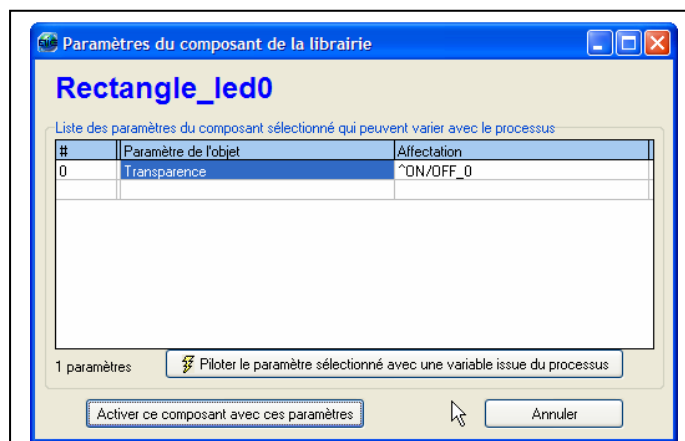 Paramètres du composant de la librairie
Rectangle_led0
Liste des paramètres du composant sélectionné qui peuvent varier avec le processus
# Paramètre de l'objet Affectation
0 Transparence ^ON/OFF_0
1 paramètres Piloter le paramètre sélectionné avec une variable issue du processus
Activer ce composant avec ces paramètres Annuler